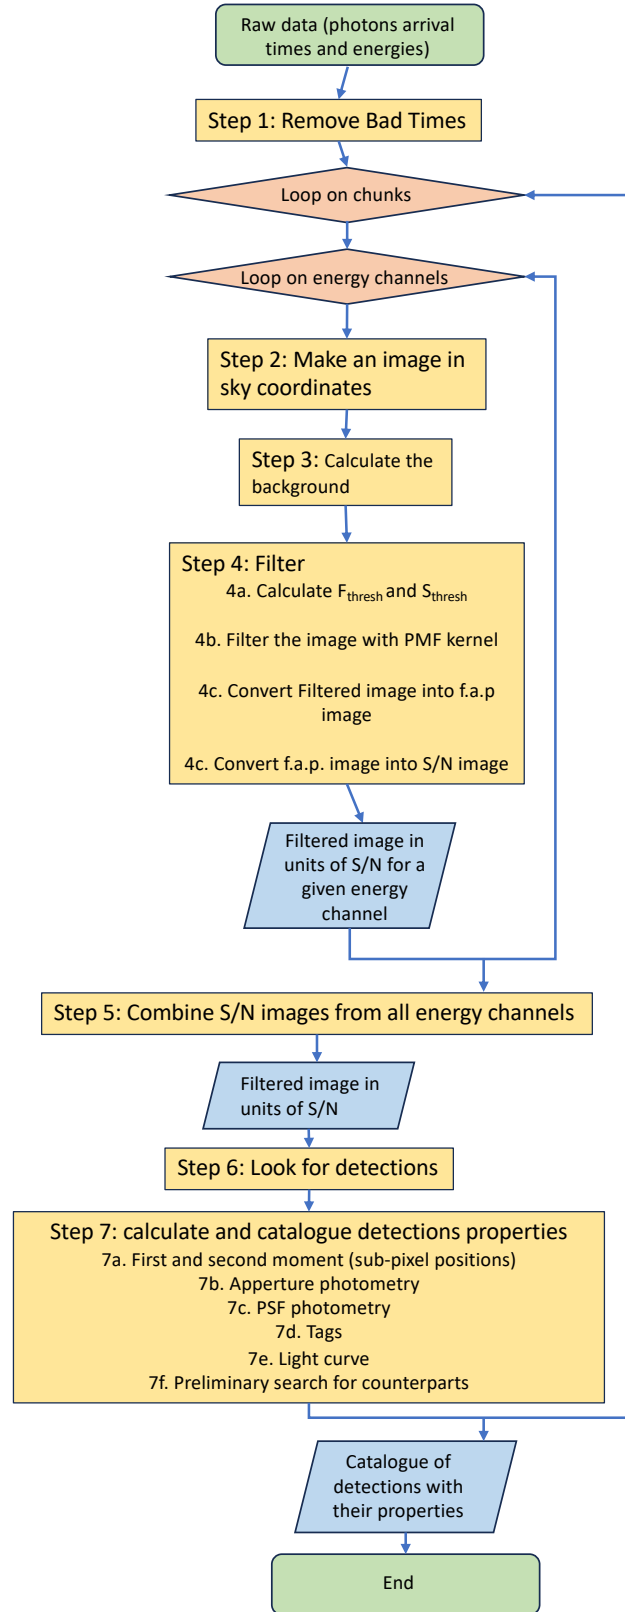 Raw data (photons arrival
times and energies)
Step 1: Remove Bad Times
Loop on chunks
Loop on energy channels
Step 2: Make an image in
sky coordinates
Step 3: Calculate the
background
Step 4: Filter
4a. Calculate Fthresh and Sthresh
4b. Filter the image with PMF kernel
4c. Convert Filtered image into f.a.p
image
4c. Convert f.a.p. image into S/N image
Filtered image in
units of S/N for a
given energy
channel
Step 5: Combine S/N images from all energy channels
Filtered image in
units of S/N
Step 6: Look for detections
Step 7: calculate and catalogue detections properties
7a. First and second moment (sub-pixel positions)
7b. Apperture photometry
7c. PSF photometry
7d. Tags
7e. Light curve
7f. Preliminary search for counterparts
Catalogue of
detections with
their properties
End